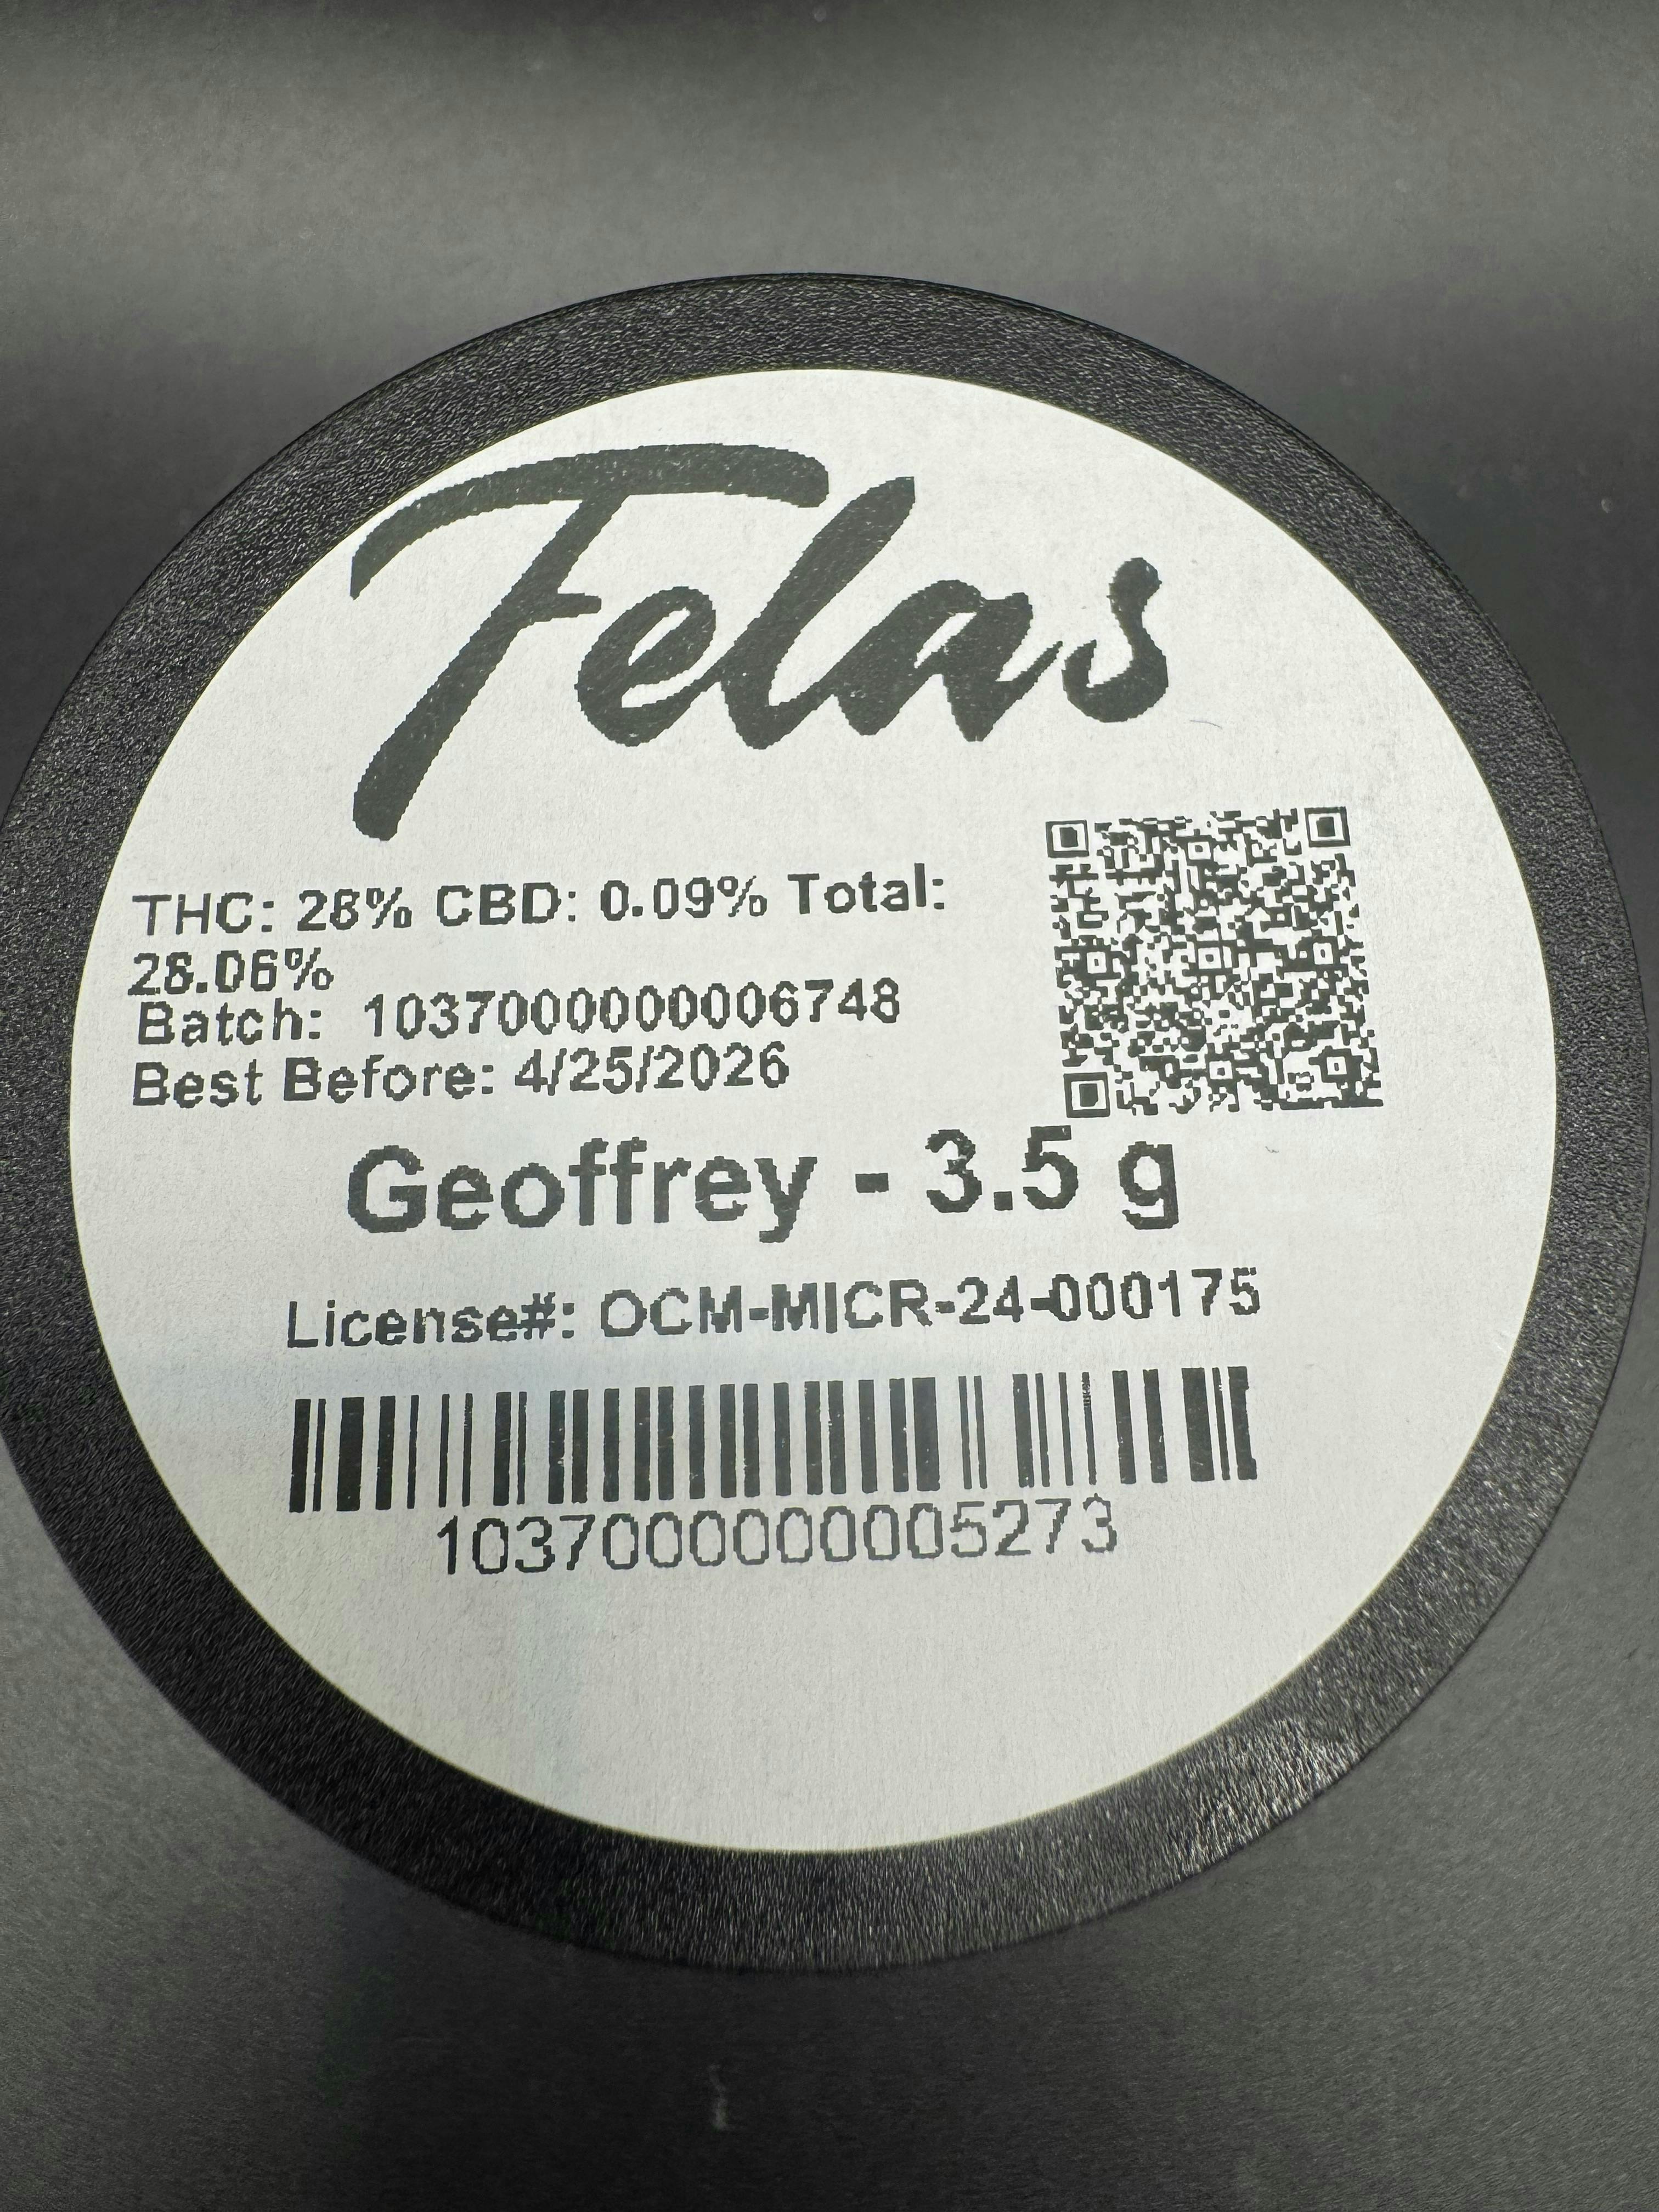 Felas
THC: 28% CBD: 0.09% Total:
28.06%
Batch: 1037000000006748
Best Before: 4/25/2026
Geoffrey - 3.5 g
License#: OCM-MICR-24-000175
1037000000005273